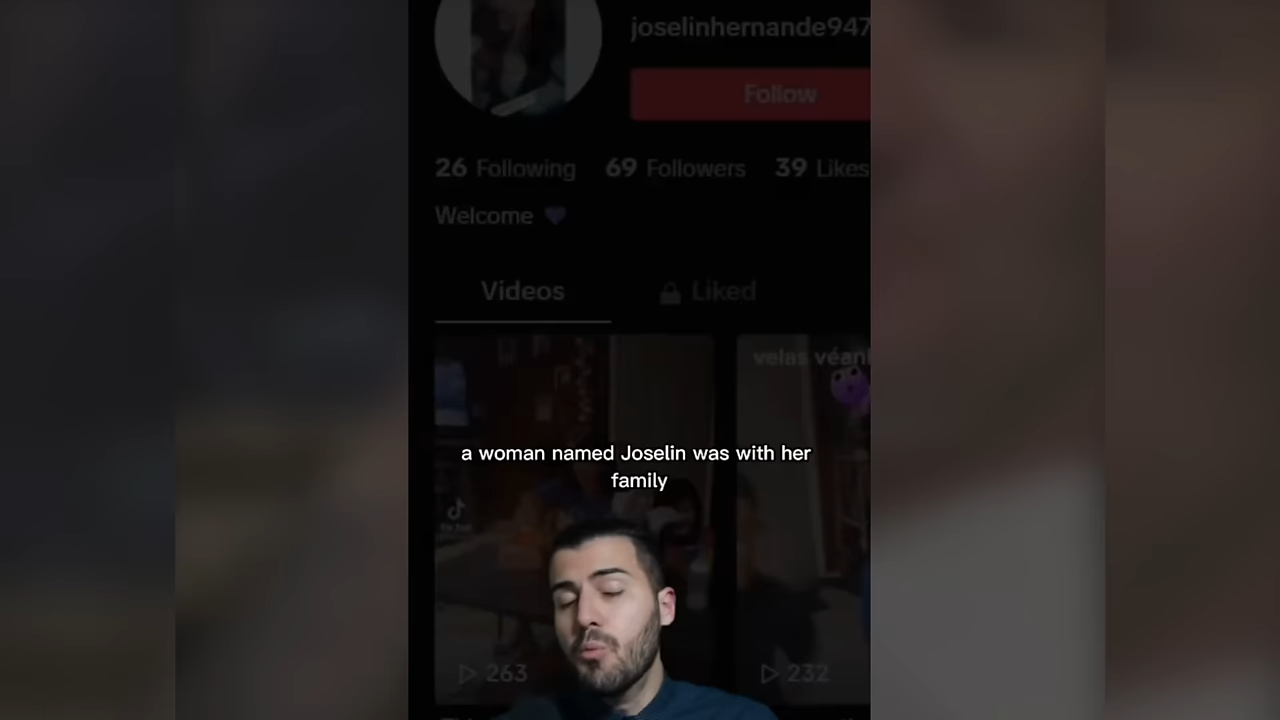 joselinhernande947
Follow
26 Following 69 Followers 39 Likes
Welcome
Videos Liked
velas véanl
a woman named Joselin was with her
family
263 232